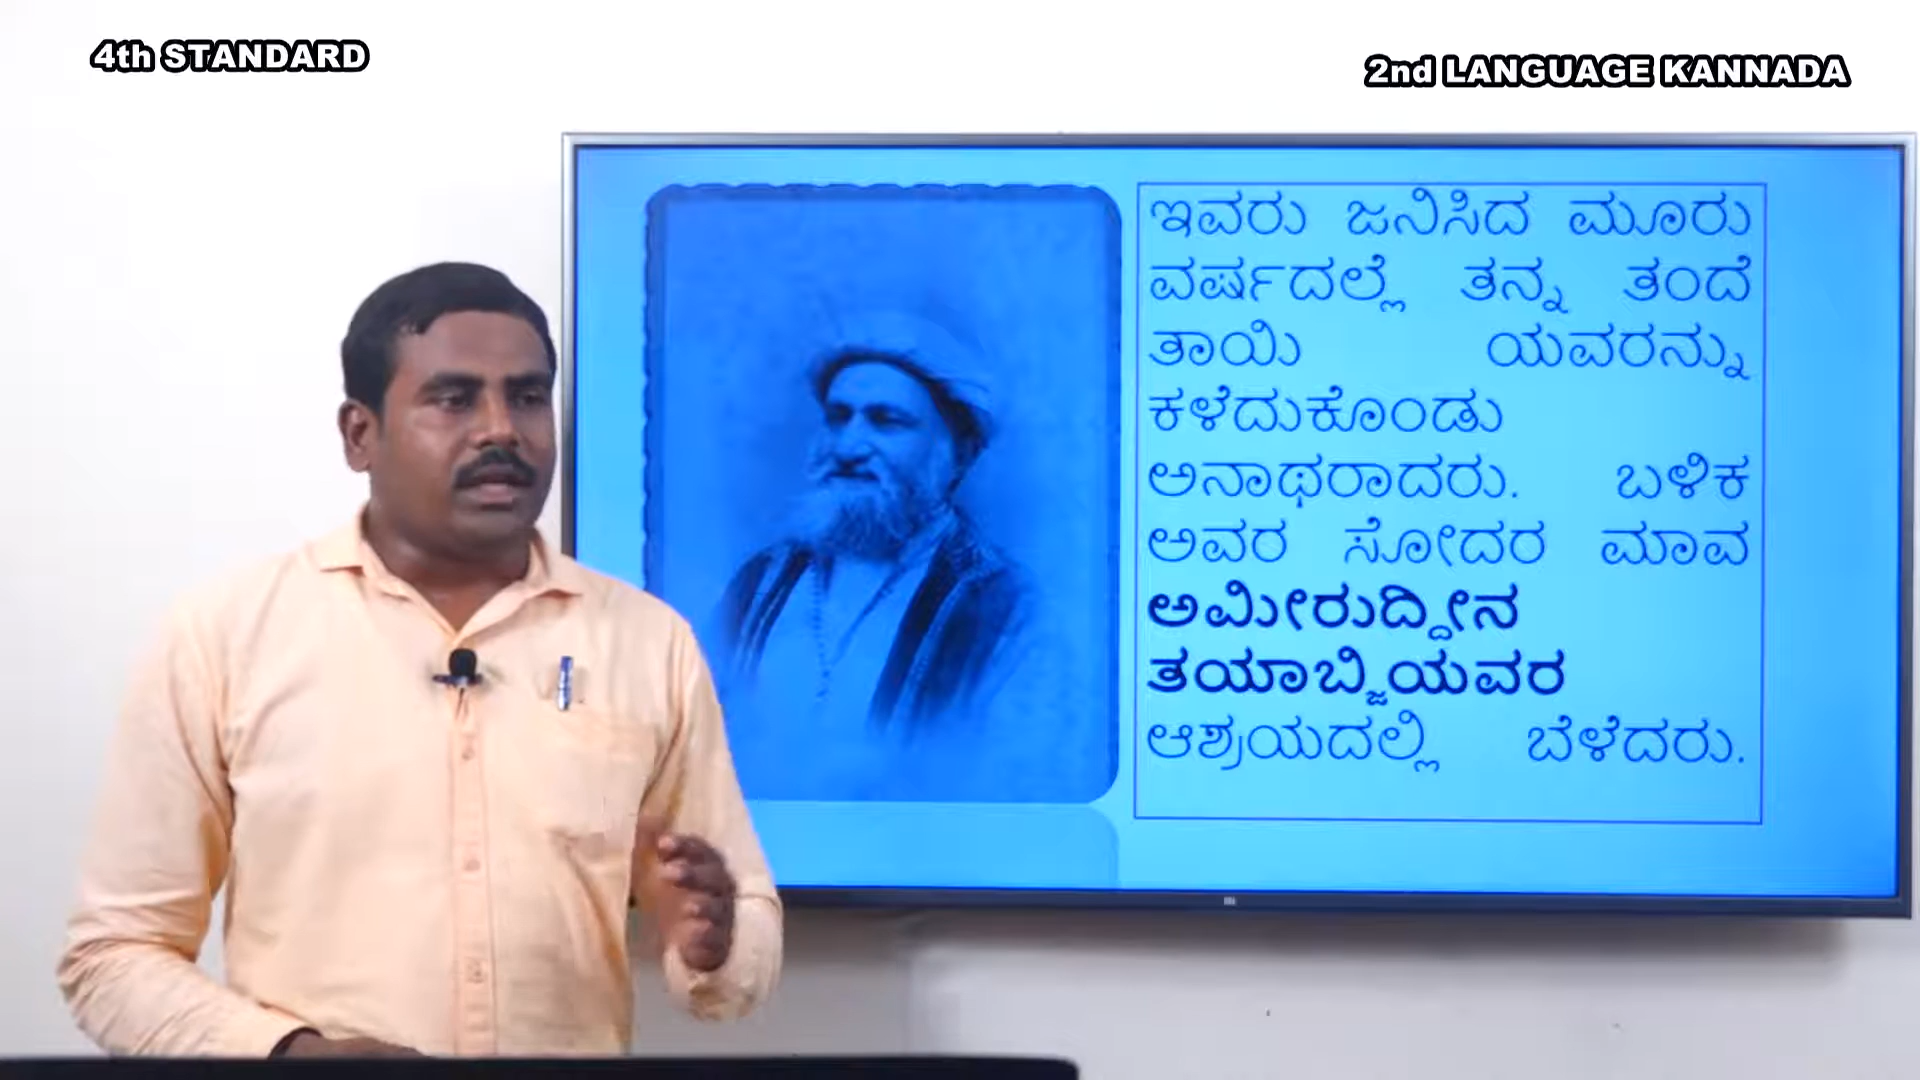 4th STANDARD
2nd LANGUAGE KANNADA
ಇವರು ಜನಿಸಿದ ಮೂರು
ವರ್ಷದಲ್ಲೆ ತನ್ನ ತಂದೆ
ತಾಯಿ ಯವರನ್ನು
ಕಳೆದುಕೊಂಡು
ಅನಾಥರಾದರು. ಬಳಿಕ
ಅವರ ಸೋದರ ಮಾವ
ಅಮೀರುದ್ದೀನ
ತಯಾಬ್ಜಿಯವರ
ಆಶ್ರಯದಲ್ಲಿ ಬೆಳೆದರು.